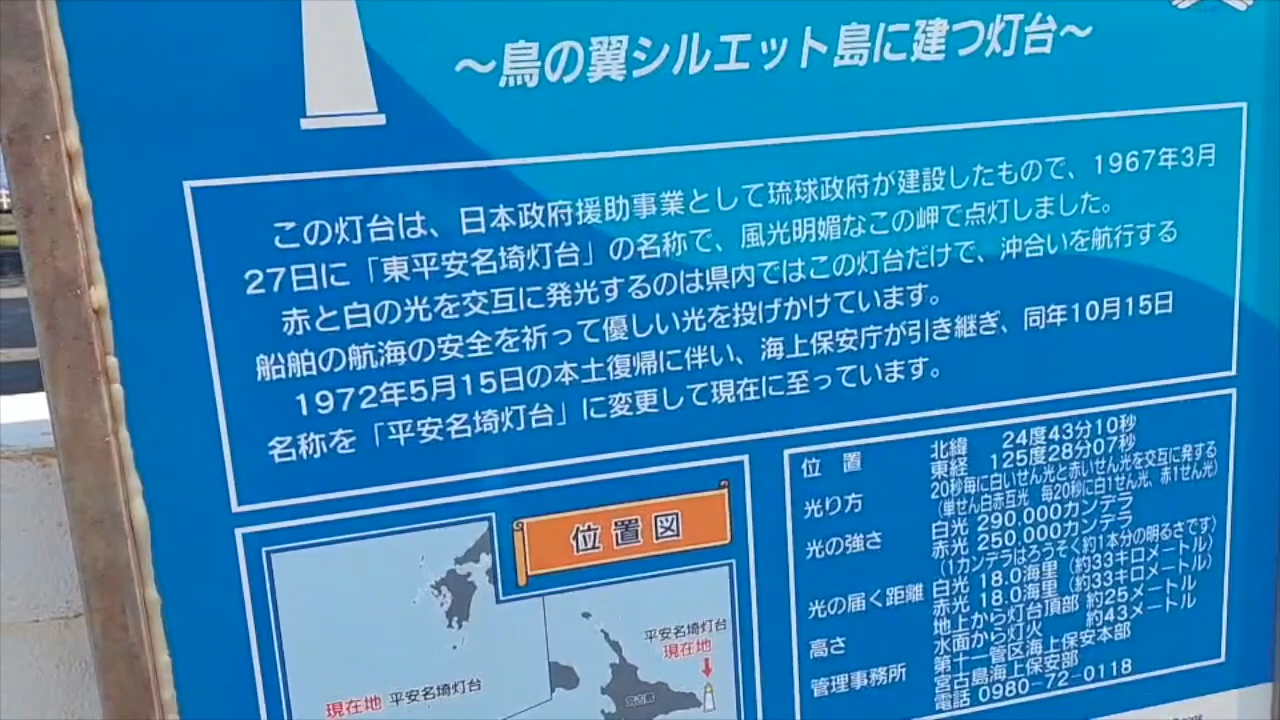 ～鳥の翼シルエット島に建つ灯台～
この灯台は、日本政府援助事業として琉球政府が建設したもので、1967年3月
27日に「東平安名埼灯台」の名称で、風光明媚なこの岬で点灯しました。
赤と白の光を交互に発光するのは県内ではこの灯台だけで、沖合いを航行する
船舶の航海の安全を祈って優しい光を投げかけています。
1972年5月15日の本土復帰に伴い、海上保安庁が引き継ぎ、同年10月15日
名称を「平安名埼灯台」に変更して現在に至っています。
位置図
平安名埼灯台
現在地
宮古島
現在地 平安名埼灯台
位置 北緯 24度43分10秒
東経 125度28分07秒
光り方 20秒毎に白いせん光と赤いせん光を交互に発する
(単せん白赤互光 毎20秒に白1せん光、赤1せん光)
光の強さ 白光 290,000カンデラ
赤光 250,000カンデラ
(1カンデラはろうそく約1本分の明るさです)
光の届く距離 白光 18.0海里(約33キロメートル)
赤光 18.0海里(約33キロメートル)
高さ 地上から灯台頂部 約25メートル
水面から灯火 約43メートル
管理事務所 第十一管区海上保安本部
宮古島海上保安部
電話 0980-72-0118